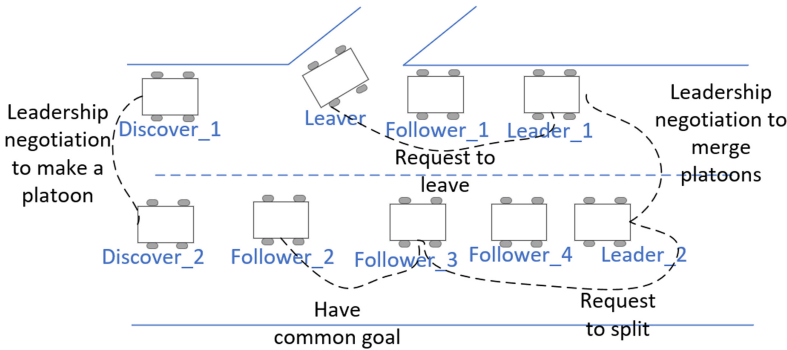 Leadership
negotiation
to make a
platoon
Discover_1
Leaver
Follower_1
Leader_1
Request to
leave
Leadership
negotiation to
merge
platoons
Discover_2
Follower_2
Follower_3
Follower_4
Leader_2
Have
common goal
Request
to split